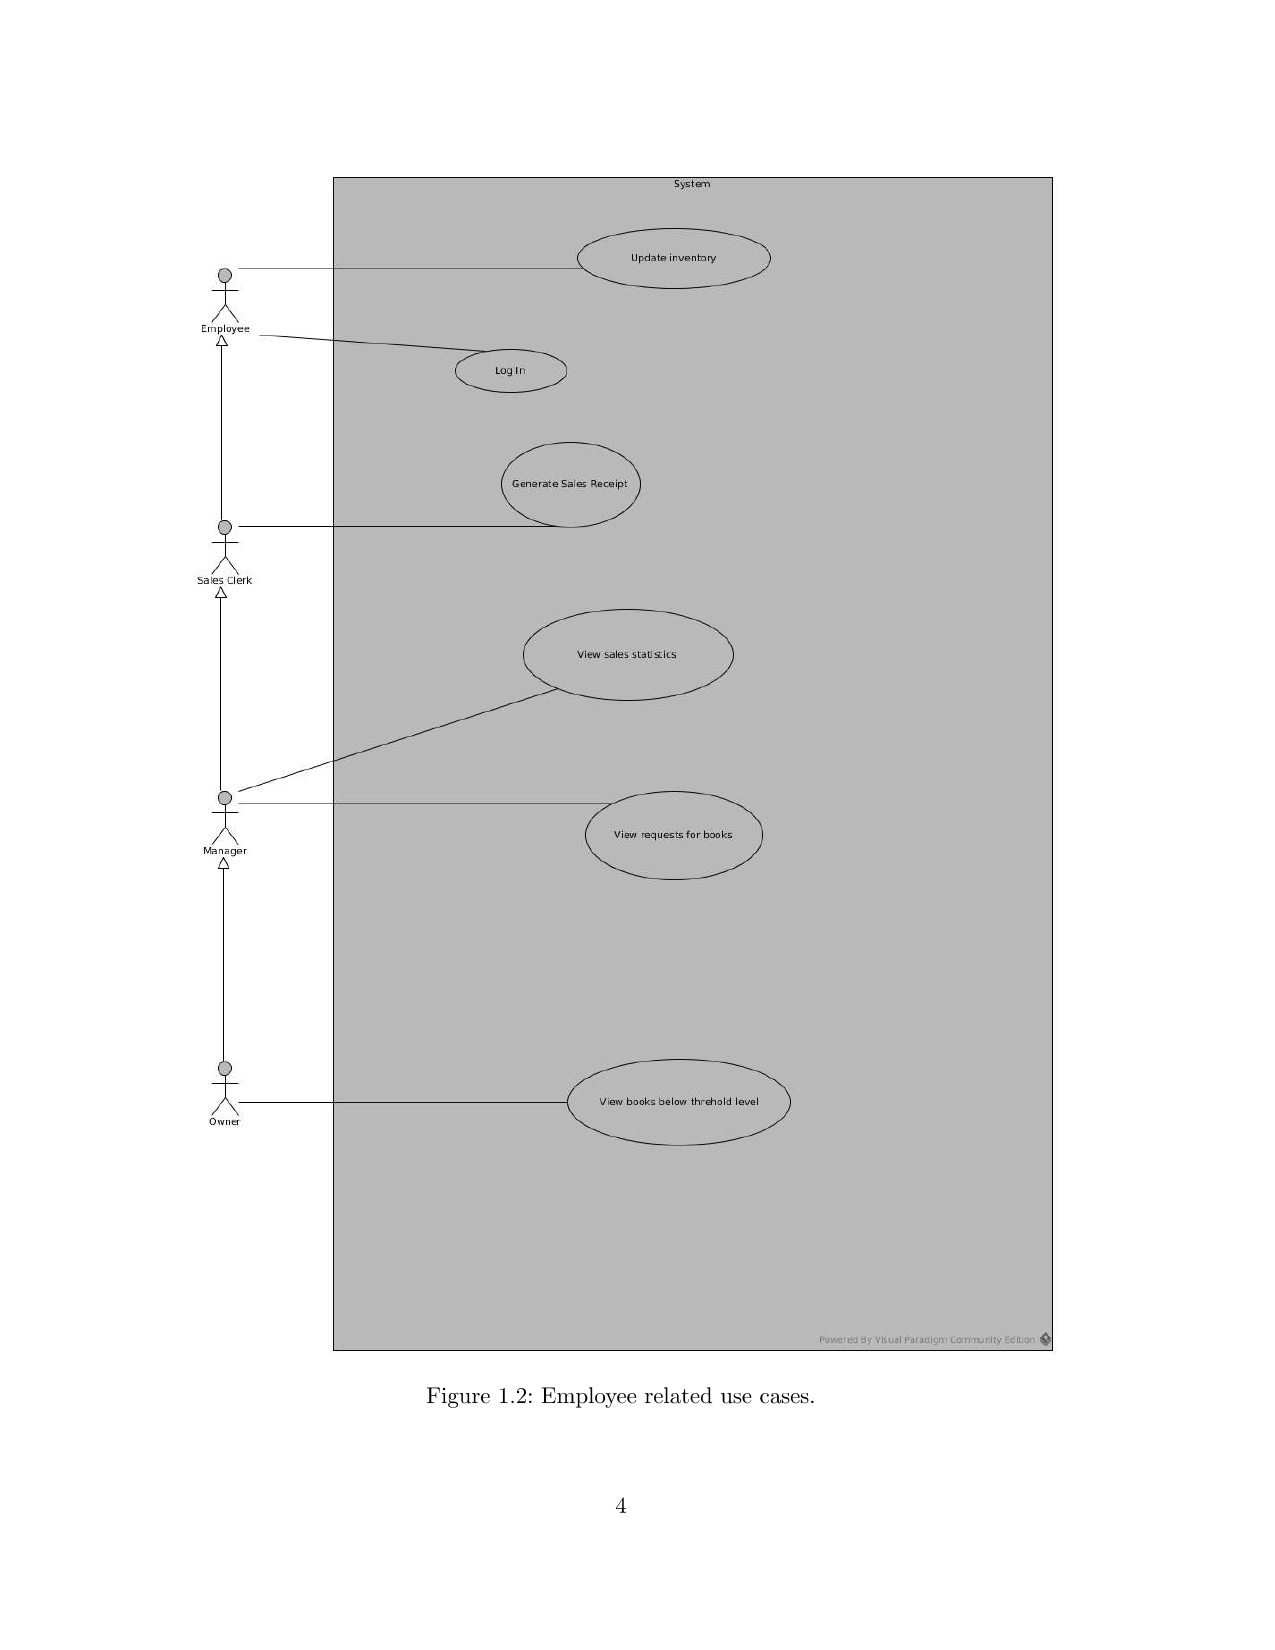 System
Update inventory
Employee
Log In
Generate Sales Receipt
Sales Clerk
View sales statistics
View requests for books
Manager
View books below threhold level
Owner
Powered By Visual Paradigm Community Edition
Figure 1.2: Employee related use cases.
4